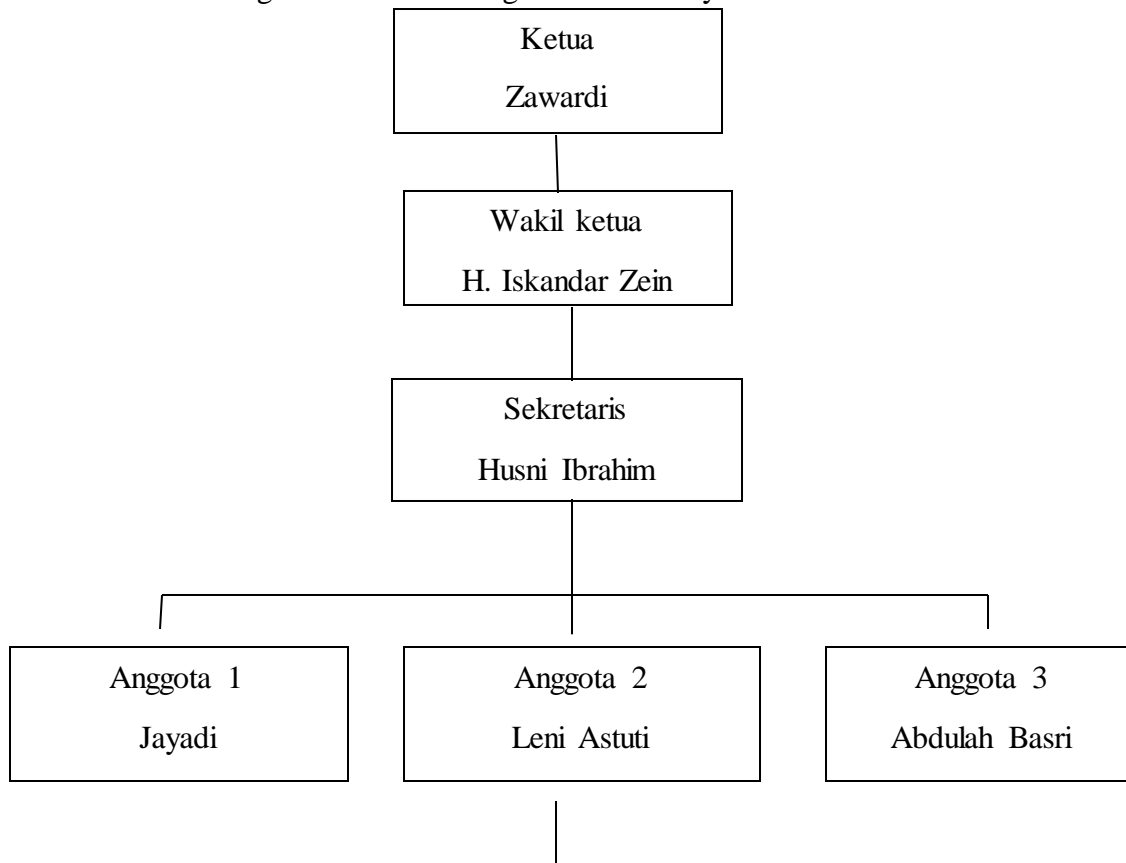 Ketua
Zawardi
Wakil ketua
H. Iskandar Zein
Sekretaris
Husni Ibrahim
Anggota 1
Jayadi
Anggota 2
Leni Astuti
Anggota 3
Abdulah Basri